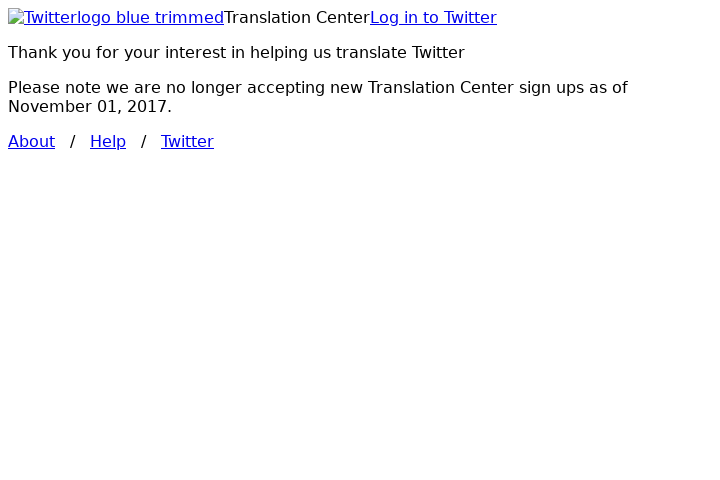 Twitterlogo blue trimmedTranslation CenterLog in to Twitter
Thank you for your interest in helping us translate Twitter
Please note we are no longer accepting new Translation Center sign ups as of
November 01, 2017.
About / Help / Twitter